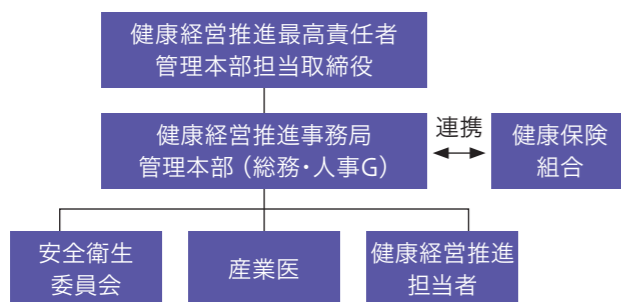 健康経営推進最高責任者
管理本部担当取締役
健康経営推進事務局
管理本部（総務・人事G）
連携
健康保険
組合
安全衛生
委員会
産業医
健康経営推進
担当者